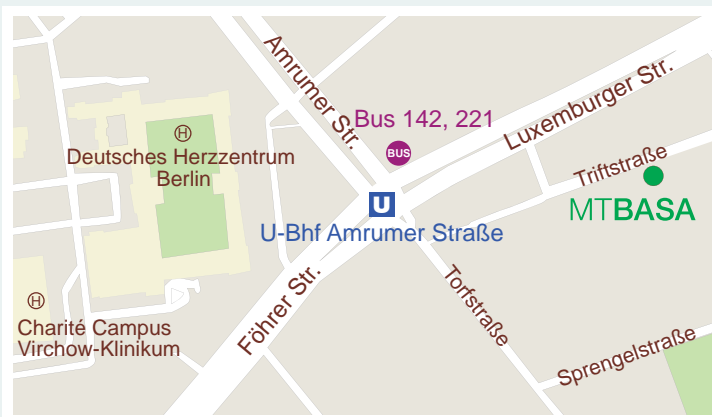 Amrumer Str.
Bus 142, 221
BUS
Luxemburger Str.
H
Deutsches Herzzentrum
Berlin
Triftstraße
MTBASA
U
U-Bhf Amrumer Straße
Föhrer Str.
Torfstraße
H
Charité Campus
Virchow-Klinikum
Sprengelstraße